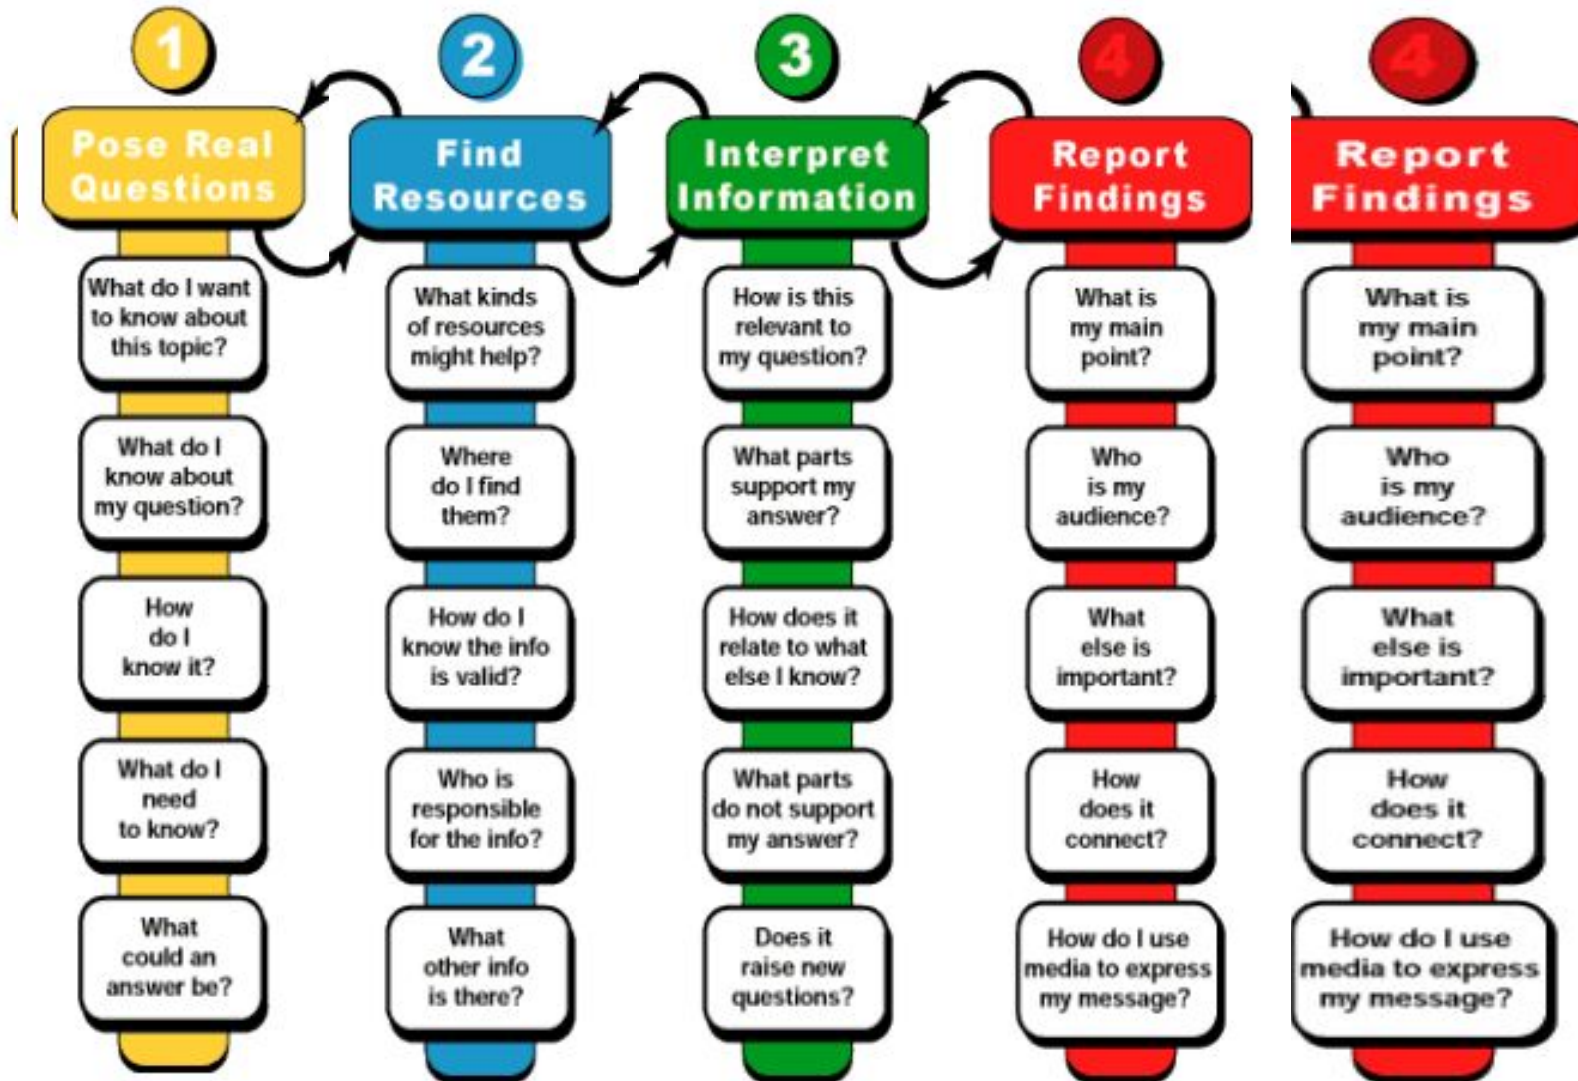 1
Pose Real
Questions
What do I want
to know about
this topic?
What do I
know about
my question?
How
do I
know it?
What do I
need
to know?
What
could an
answer be?
2
Find
Resources
What kinds
of resources
might help?
Where
do I find
them?
How do I
know the info
is valid?
Who is
responsible
for the info?
What
other info
is there?
3
Interpret
Information
How is this
relevant to
my question?
What parts
support my
answer?
How does it
relate to what
else I know?
What parts
do not support
my answer?
Does it
raise new
questions?
4
Report
Findings
What is
my main
point?
Who
is my
audience?
What
else is
important?
How
does it
connect?
How do I use
media to express
my message?
4
Report
Findings
What is
my main
point?
Who
is my
audience?
What
else is
important?
How
does it
connect?
How do I use
media to express
my message?